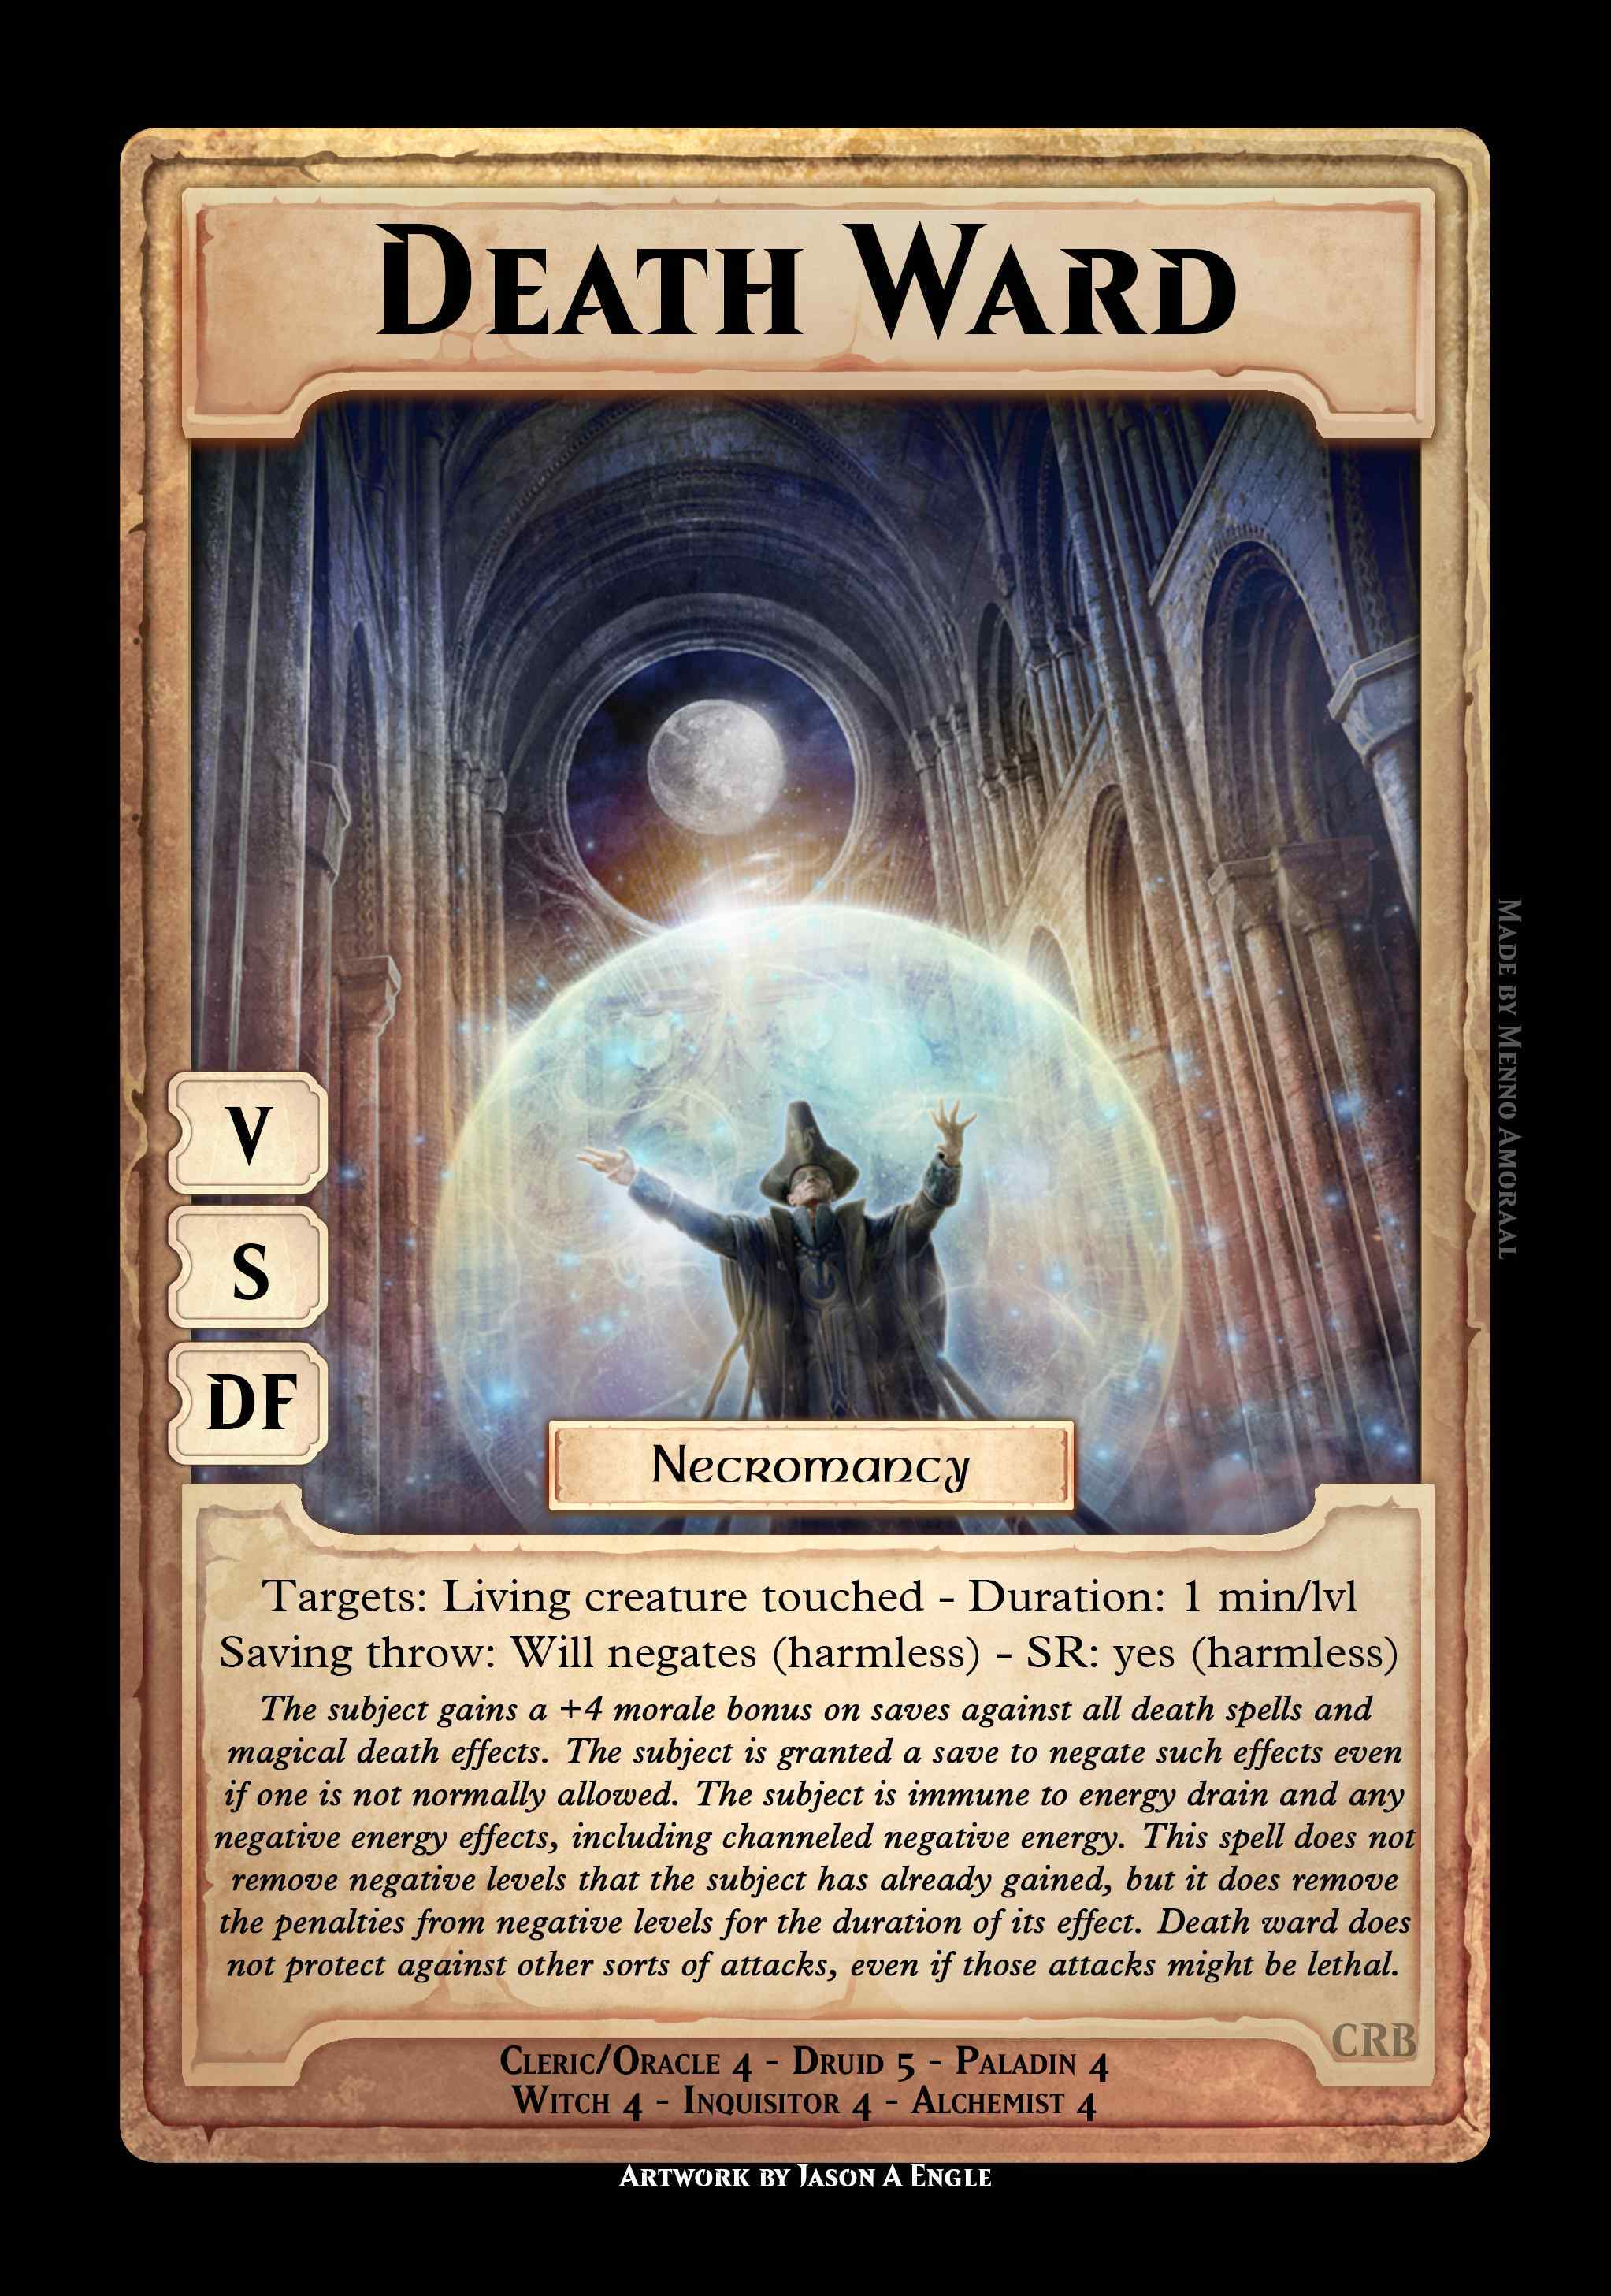 Death Ward
V
S
DF
Necromancy
Targets: Living creature touched - Duration: 1 min/lvl
Saving throw: Will negates (harmless) - SR: yes (harmless)
The subject gains a +4 morale bonus on saves against all death spells and
magical death effects. The subject is granted a save to negate such effects even
if one is not normally allowed. The subject is immune to energy drain and any
negative energy effects, including channeled negative energy. This spell does not
remove negative levels that the subject has already gained, but it does remove
the penalties from negative levels for the duration of its effect. Death ward does
not protect against other sorts of attacks, even if those attacks might be lethal.
CRB
Cleric/Oracle 4 - Druid 5 - Paladin 4
Witch 4 - Inquisitor 4 - Alchemist 4
Artwork by Jason A Engle
Made by Menno Amoraal